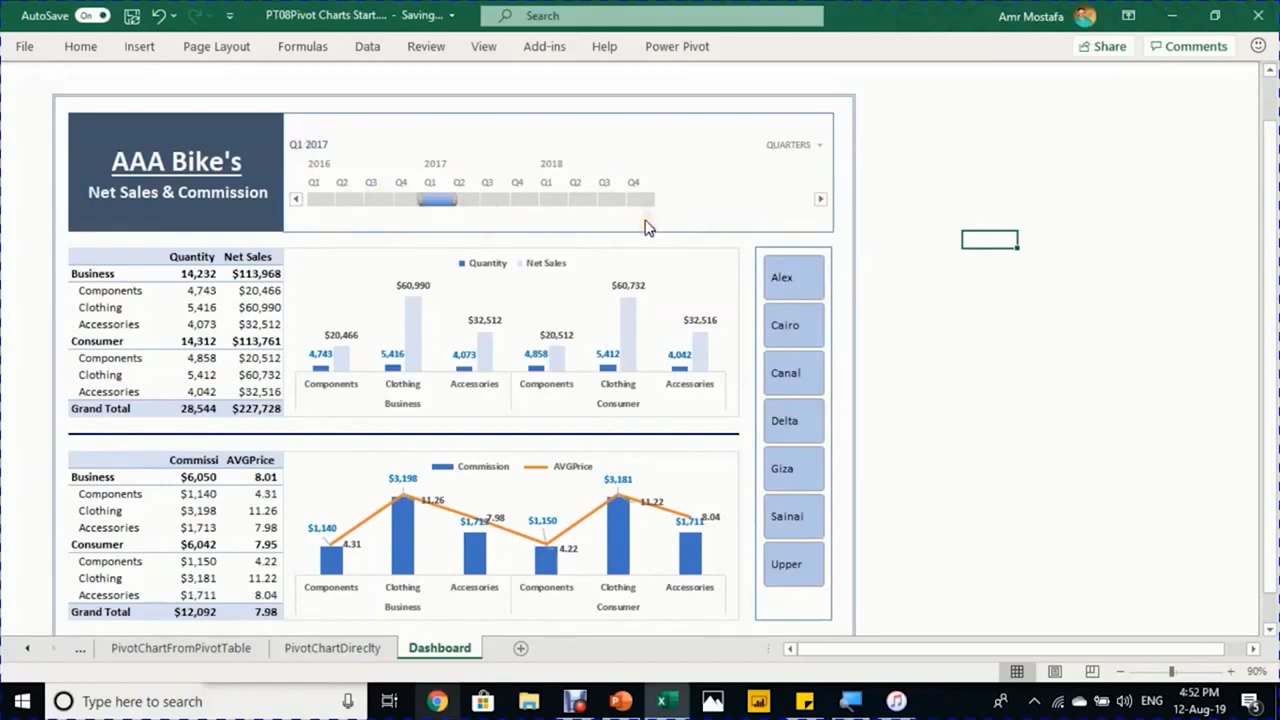 AutoSave On PT08Pivot Charts Start.... - Saving... Search Amr Mostafa
File Home Insert Page Layout Formulas Data Review View Add-ins Help Power Pivot Share Comments
AAA Bike's
Net Sales & Commission
Q1 2017 QUARTERS
2016 2017 2018
Q1 Q2 Q3 Q4 Q1 Q2 Q3 Q4 Q1 Q2 Q3 Q4
Quantity Net Sales
Business 14,232 $113,968
Components 4,743 $20,466
Clothing 5,416 $60,990
Accessories 4,073 $32,512
Consumer 14,312 $113,761
Components 4,858 $20,512
Clothing 5,412 $60,732
Accessories 4,042 $32,516
Grand Total 28,544 $227,728
Quantity Net Sales
$60,990 $60,732
$32,512 $32,516
$20,466 $20,512
4,743 5,416 4,073 4,858 5,412 4,042
Components Clothing Accessories Components Clothing Accessories
Business Consumer
Alex
Cairo
Canal
Delta
Giza
Sainai
Upper
Commissi AVGPrice
Business $6,050 8.01
Components $1,140 4.31
Clothing $3,198 11.26
Accessories $1,713 7.98
Consumer $6,042 7.95
Components $1,150 4.22
Clothing $3,181 11.22
Accessories $1,711 8.04
Grand Total $12,092 7.98
Commission AVGPrice
$3,198 $3,181
11.26 11.22
$1,140 $1,713 7.98 $1,150 $1,711 8.04
4.31 4.22
Components Clothing Accessories Components Clothing Accessories
Business Consumer
... PivotChartFromPivotTable PivotChartDireclty Dashboard
90%
Type here to search ENG 4:52 PM
12-Aug-19 5